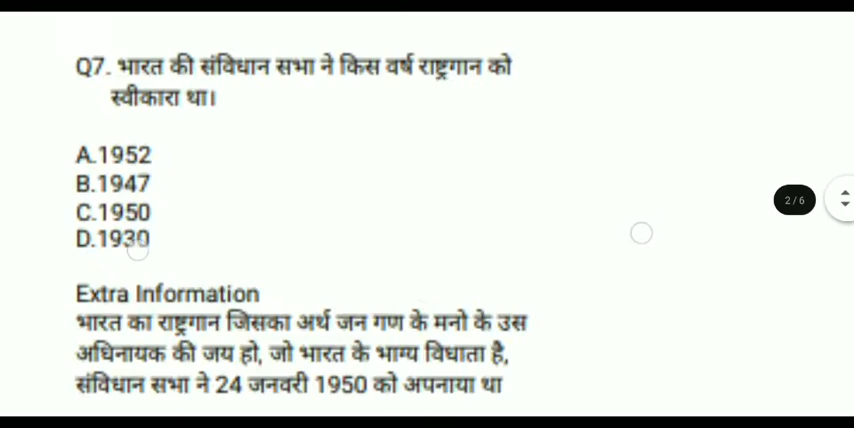 Q7. भारत की संविधान सभा ने किस वर्ष राष्ट्रगान को
स्वीकारा था।
A.1952
B.1947
C.1950
D.1930
2/6
Extra Information
भारत का राष्ट्रगान जिसका अर्थ जन गण के मनो के उस
अधिनायक की जय हो, जो भारत के भाग्य विधाता है,
संविधान सभा ने 24 जनवरी 1950 को अपनाया था